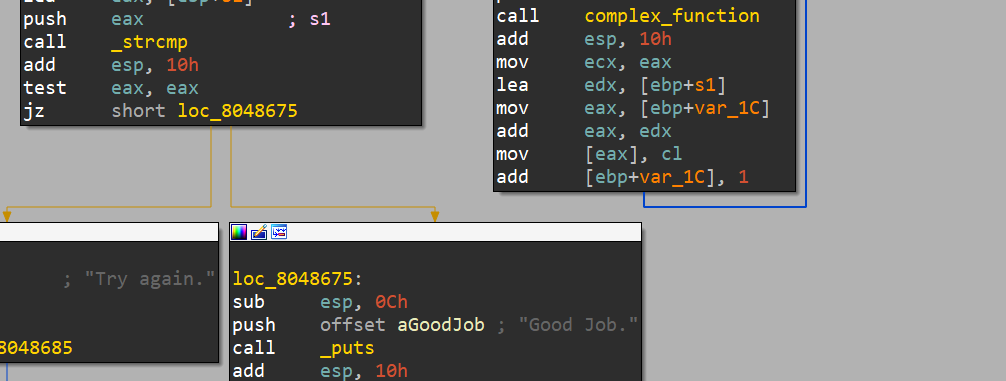 eax, [ebp+s1]
push eax ; s1
call _strcmp
add esp, 10h
test eax, eax
jz short loc_8048675
call complex_function
add esp, 10h
mov ecx, eax
lea edx, [ebp+s1]
mov eax, [ebp+var_1C]
add eax, edx
mov [eax], cl
add [ebp+var_1C], 1
; "Try again."
8048685
loc_8048675:
sub esp, 0Ch
push offset aGoodJob ; "Good Job."
call _puts
add esp, 10h